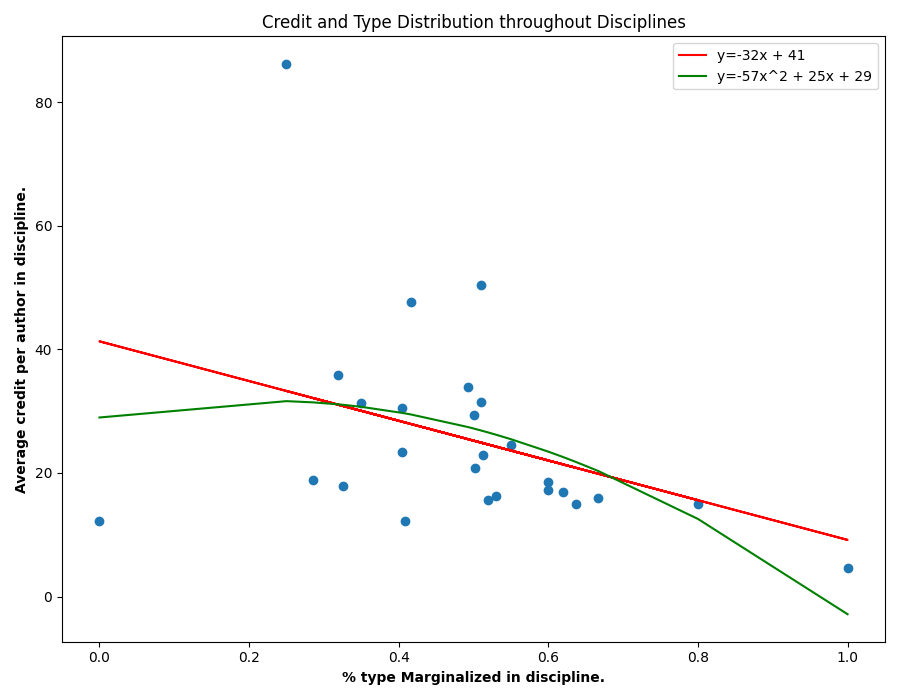 Credit and Type Distribution throughout Disciplines
y=-32x + 41
y=-57x^2 + 25x + 29
Average credit per author in discipline.
80
60
40
20
0
0.0 0.2 0.4 0.6 0.8 1.0
% type Marginalized in discipline.